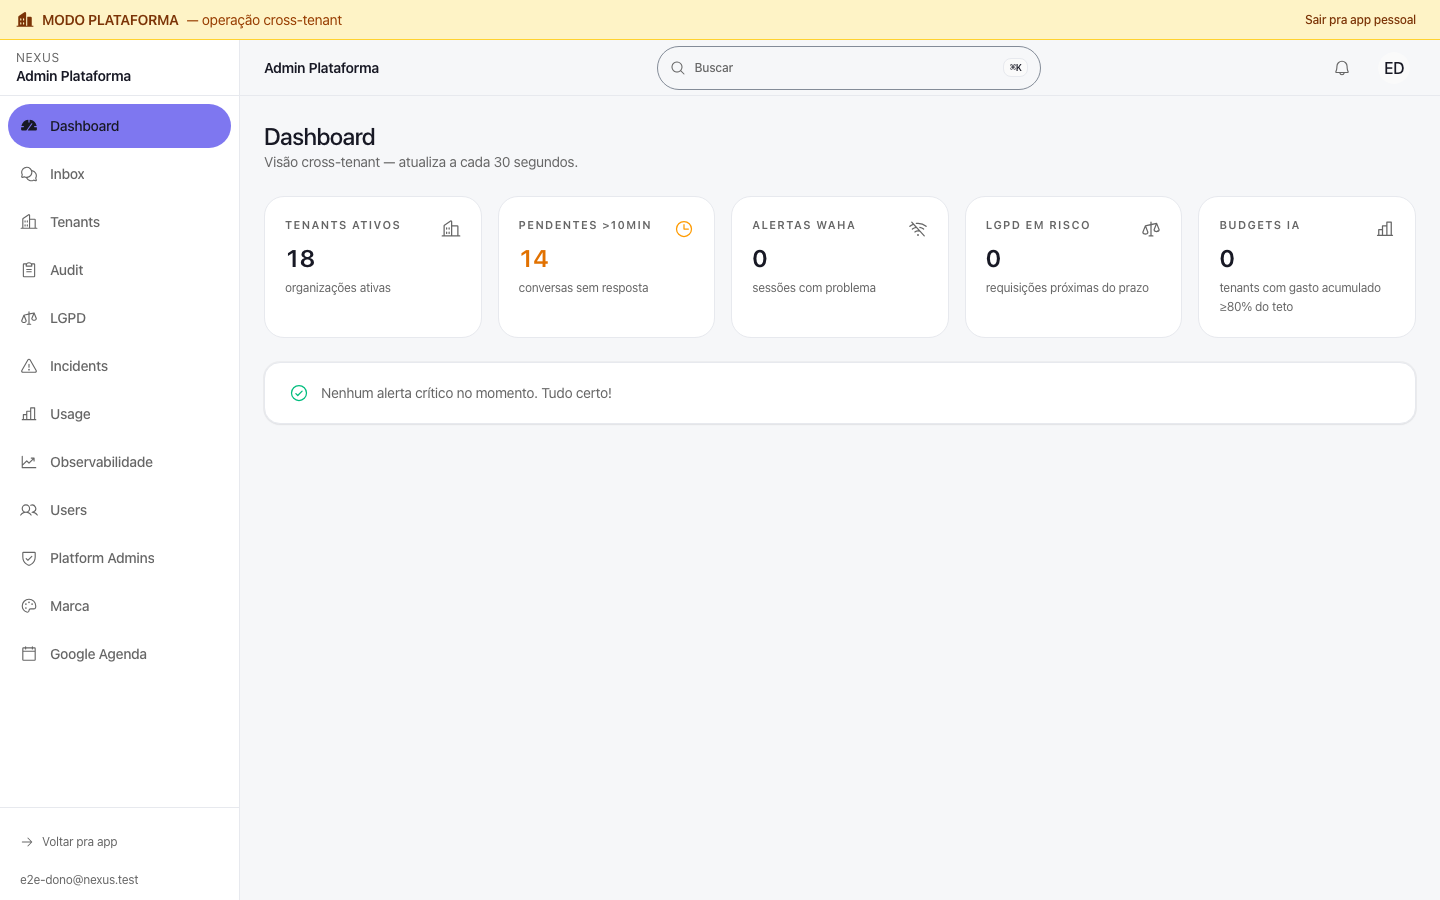 MODO PLATAFORMA — operação cross-tenant
Sair pra app pessoal
NEXUS
Admin Plataforma
Admin Plataforma
Buscar
⌘K
ED
Dashboard
Inbox
Tenants
Audit
LGPD
Incidents
Usage
Observabilidade
Users
Platform Admins
Marca
Google Agenda
Voltar pra app
e2e-dono@nexus.test
Dashboard
Visão cross-tenant — atualiza a cada 30 segundos.
TENANTS ATIVOS
18
organizações ativas
PENDENTES >10MIN
14
conversas sem resposta
ALERTAS WAHA
0
sessões com problema
LGPD EM RISCO
0
requisições próximas do prazo
BUDGETS IA
0
tenants com gasto acumulado
≥80% do teto
Nenhum alerta crítico no momento. Tudo certo!